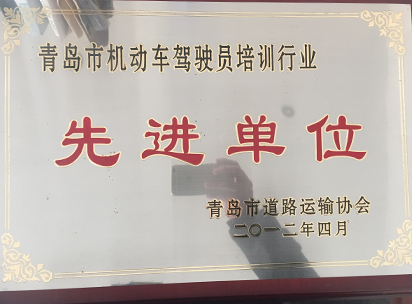 青岛市机动车驾驶员培训行业
先进单位
青岛市道路运输协会
二〇一二年四月